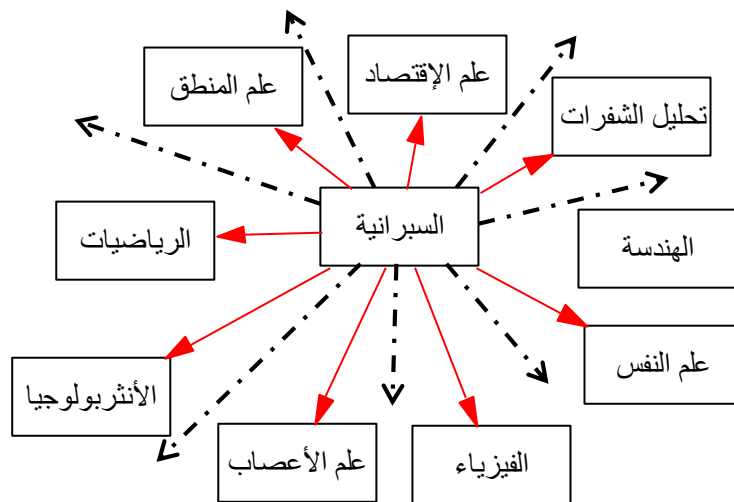 علم الإقتصاد
علم المنطق
تحليل الشفرات
السبرانية
الرياضيات
الهندسة
علم النفس
الأنثربولوجيا
علم الأعصاب
الفيزياء